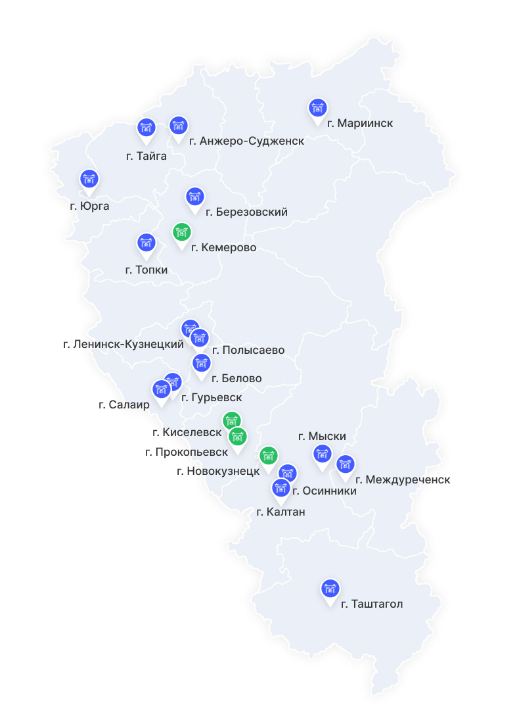 г. Мариинск
г. Анжеро-Судженск
г. Тайга
г. Юрга
г. Березовский
г. Кемерово
г. Топки
г. Ленинск-Кузнецкий
г. Полысаево
г. Белово
г. Гурьевск
г. Салаир
г. Киселевск
г. Мыски
г. Прокопьевск
г. Новокузнецк
г. Междуреченск
г. Осинники
г. Калтан
г. Таштагол